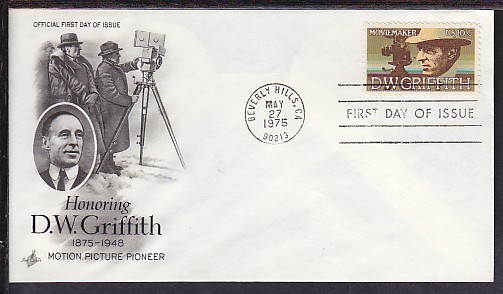 OFFICIAL FIRST DAY OF ISSUE
MOVIEMAKER US 10c
D.W. GRIFFITH
BEVERLY HILLS, CA
MAY
27
1975
90213
FIRST DAY OF ISSUE
Honoring
D.W. Griffith
1875-1948
MOTION PICTURE PIONEER